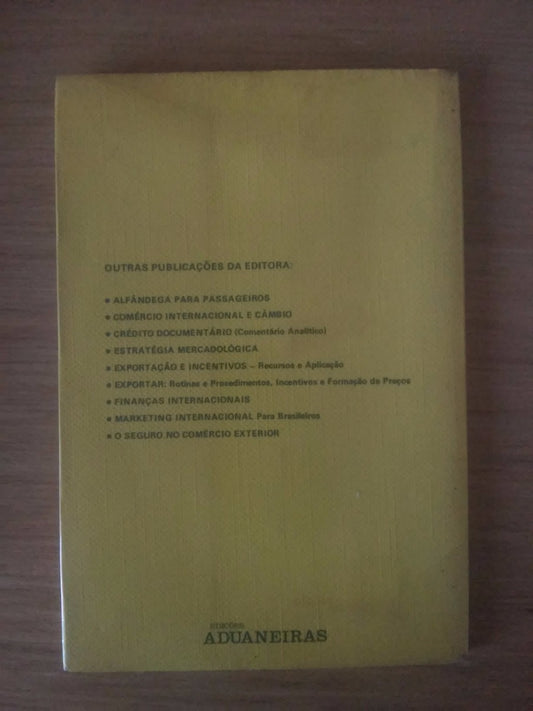 OUTRAS PUBLICAÇÕES DA EDITORA:
• ALFÂNDEGA PARA PASSAGEIROS
• COMÉRCIO INTERNACIONAL E CÂMBIO
• CRÉDITO DOCUMENTÁRIO (Comentário Analítico)
• ESTRATÉGIA MERCADOLÓGICA
• EXPORTAÇÃO E INCENTIVOS – Recursos e Aplicação
• EXPORTAR: Rotinas e Procedimentos, Incentivos e Formação de Preços
• FINANÇAS INTERNACIONAIS
• MARKETING INTERNACIONAL Para Brasileiros
• O SEGURO NO COMÉRCIO EXTERIOR
EDIÇÕES
ADUANEIRAS